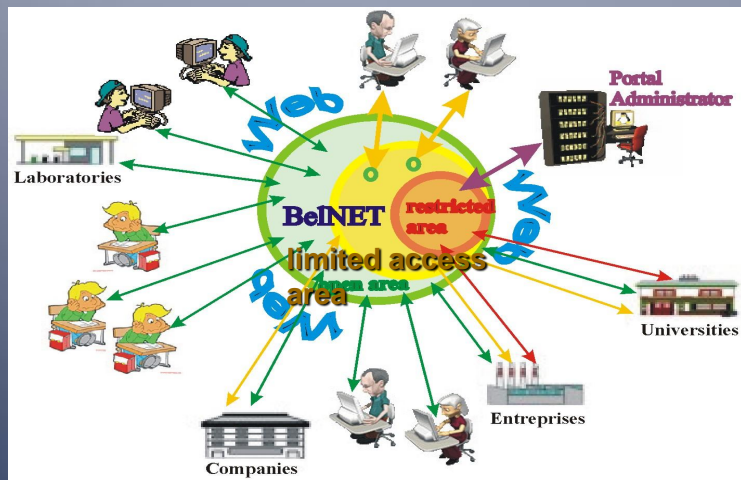 Web
Portal
Administrator
Laboratories
Web
BelNET
restricted
area
limited access
area
open area
Web
Universities
Entreprises
Companies